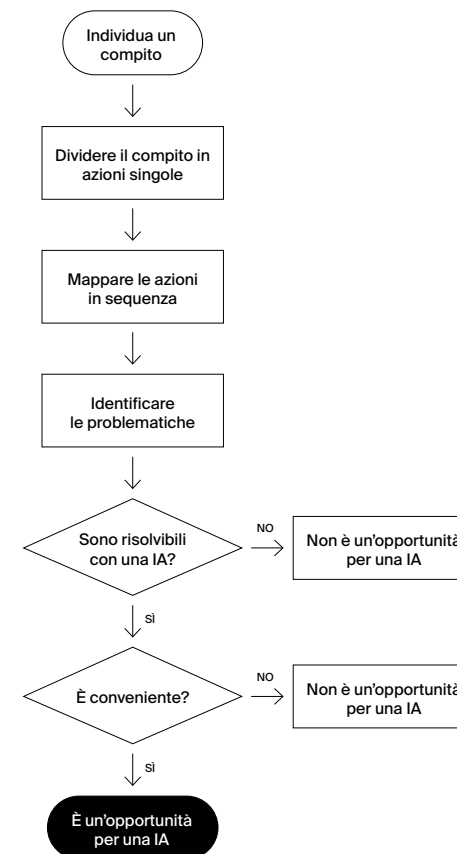 Individua un
compito
Dividere il compito in
azioni singole
Mappare le azioni
in sequenza
Identificare
le problematiche
Sono risolvibili
con una IA?
NO
Non è un'opportunità
per una IA
SÌ
È conveniente?
NO
Non è un'opportunità
per una IA
SÌ
È un'opportunità
per una IA